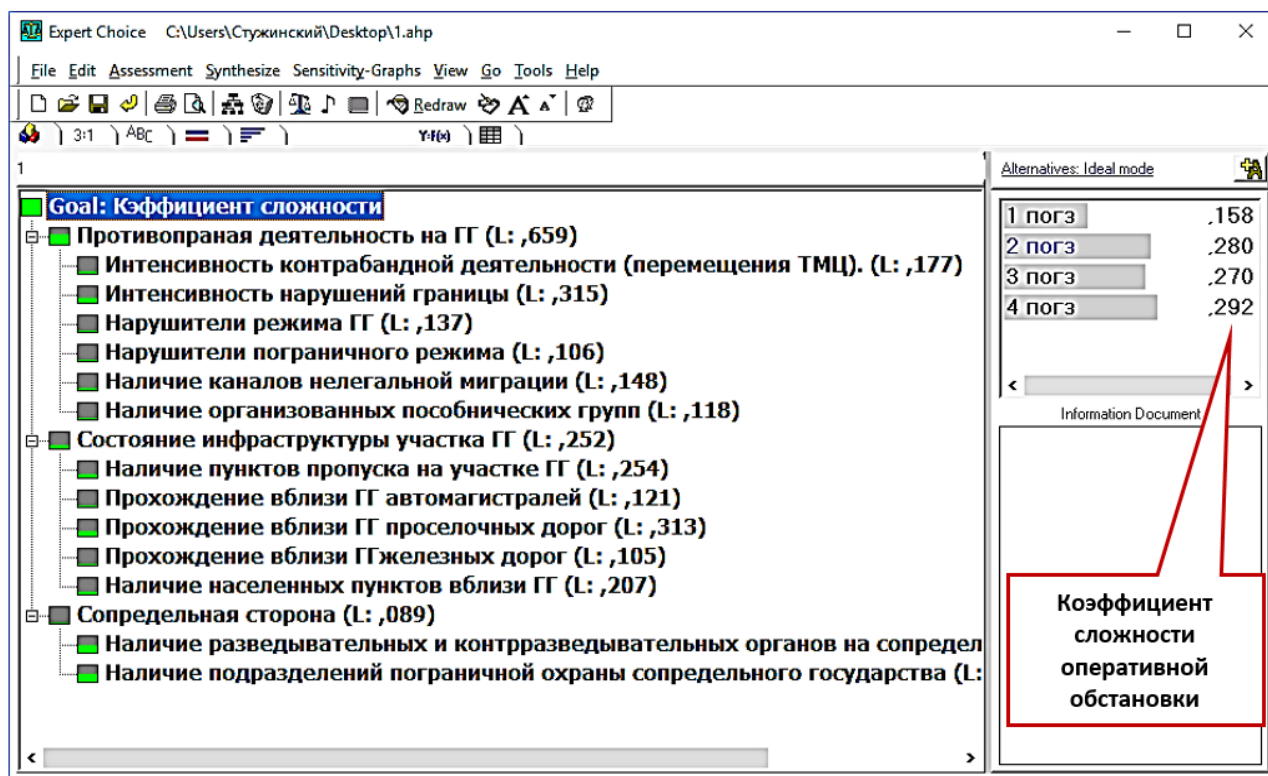 Expert Choice C:\Users\Стужинский\Desktop\1.ahp
File Edit Assessment Synthesize Sensitivity-Graphs View Go Tools Help
Redraw A A
3:1 ABC Y:F(x)
1
Goal: Кэффициент сложности
Противопраная деятельность на ГГ (L: ,659)
Интенсивность контрабандной деятельности (перемещения ТМЦ). (L: ,177)
Интенсивность нарушений границы (L: ,315)
Нарушители режима ГГ (L: ,137)
Нарушители пограничного режима (L: ,106)
Наличие каналов нелегальной миграции (L: ,148)
Наличие организованных пособнических групп (L: ,118)
Состояние инфраструктуры участка ГГ (L: ,252)
Наличие пунктов пропуска на участке ГГ (L: ,254)
Прохождение вблизи ГГ автомагистралей (L: ,121)
Прохождение вблизи ГГ проселочных дорог (L: ,313)
Прохождение вблизи ГГжелезных дорог (L: ,105)
Наличие населенных пунктов вблизи ГГ (L: ,207)
Сопредельная сторона (L: ,089)
Наличие разведывательных и контрразведывательных органов на сопредел
Наличие подразделений пограничной охраны сопредельного государства (L:
Alternatives: Ideal mode
1 погз ,158
2 погз ,280
3 погз ,270
4 погз ,292
Information Document
Коэффициент
сложности
оперативной
обстановки